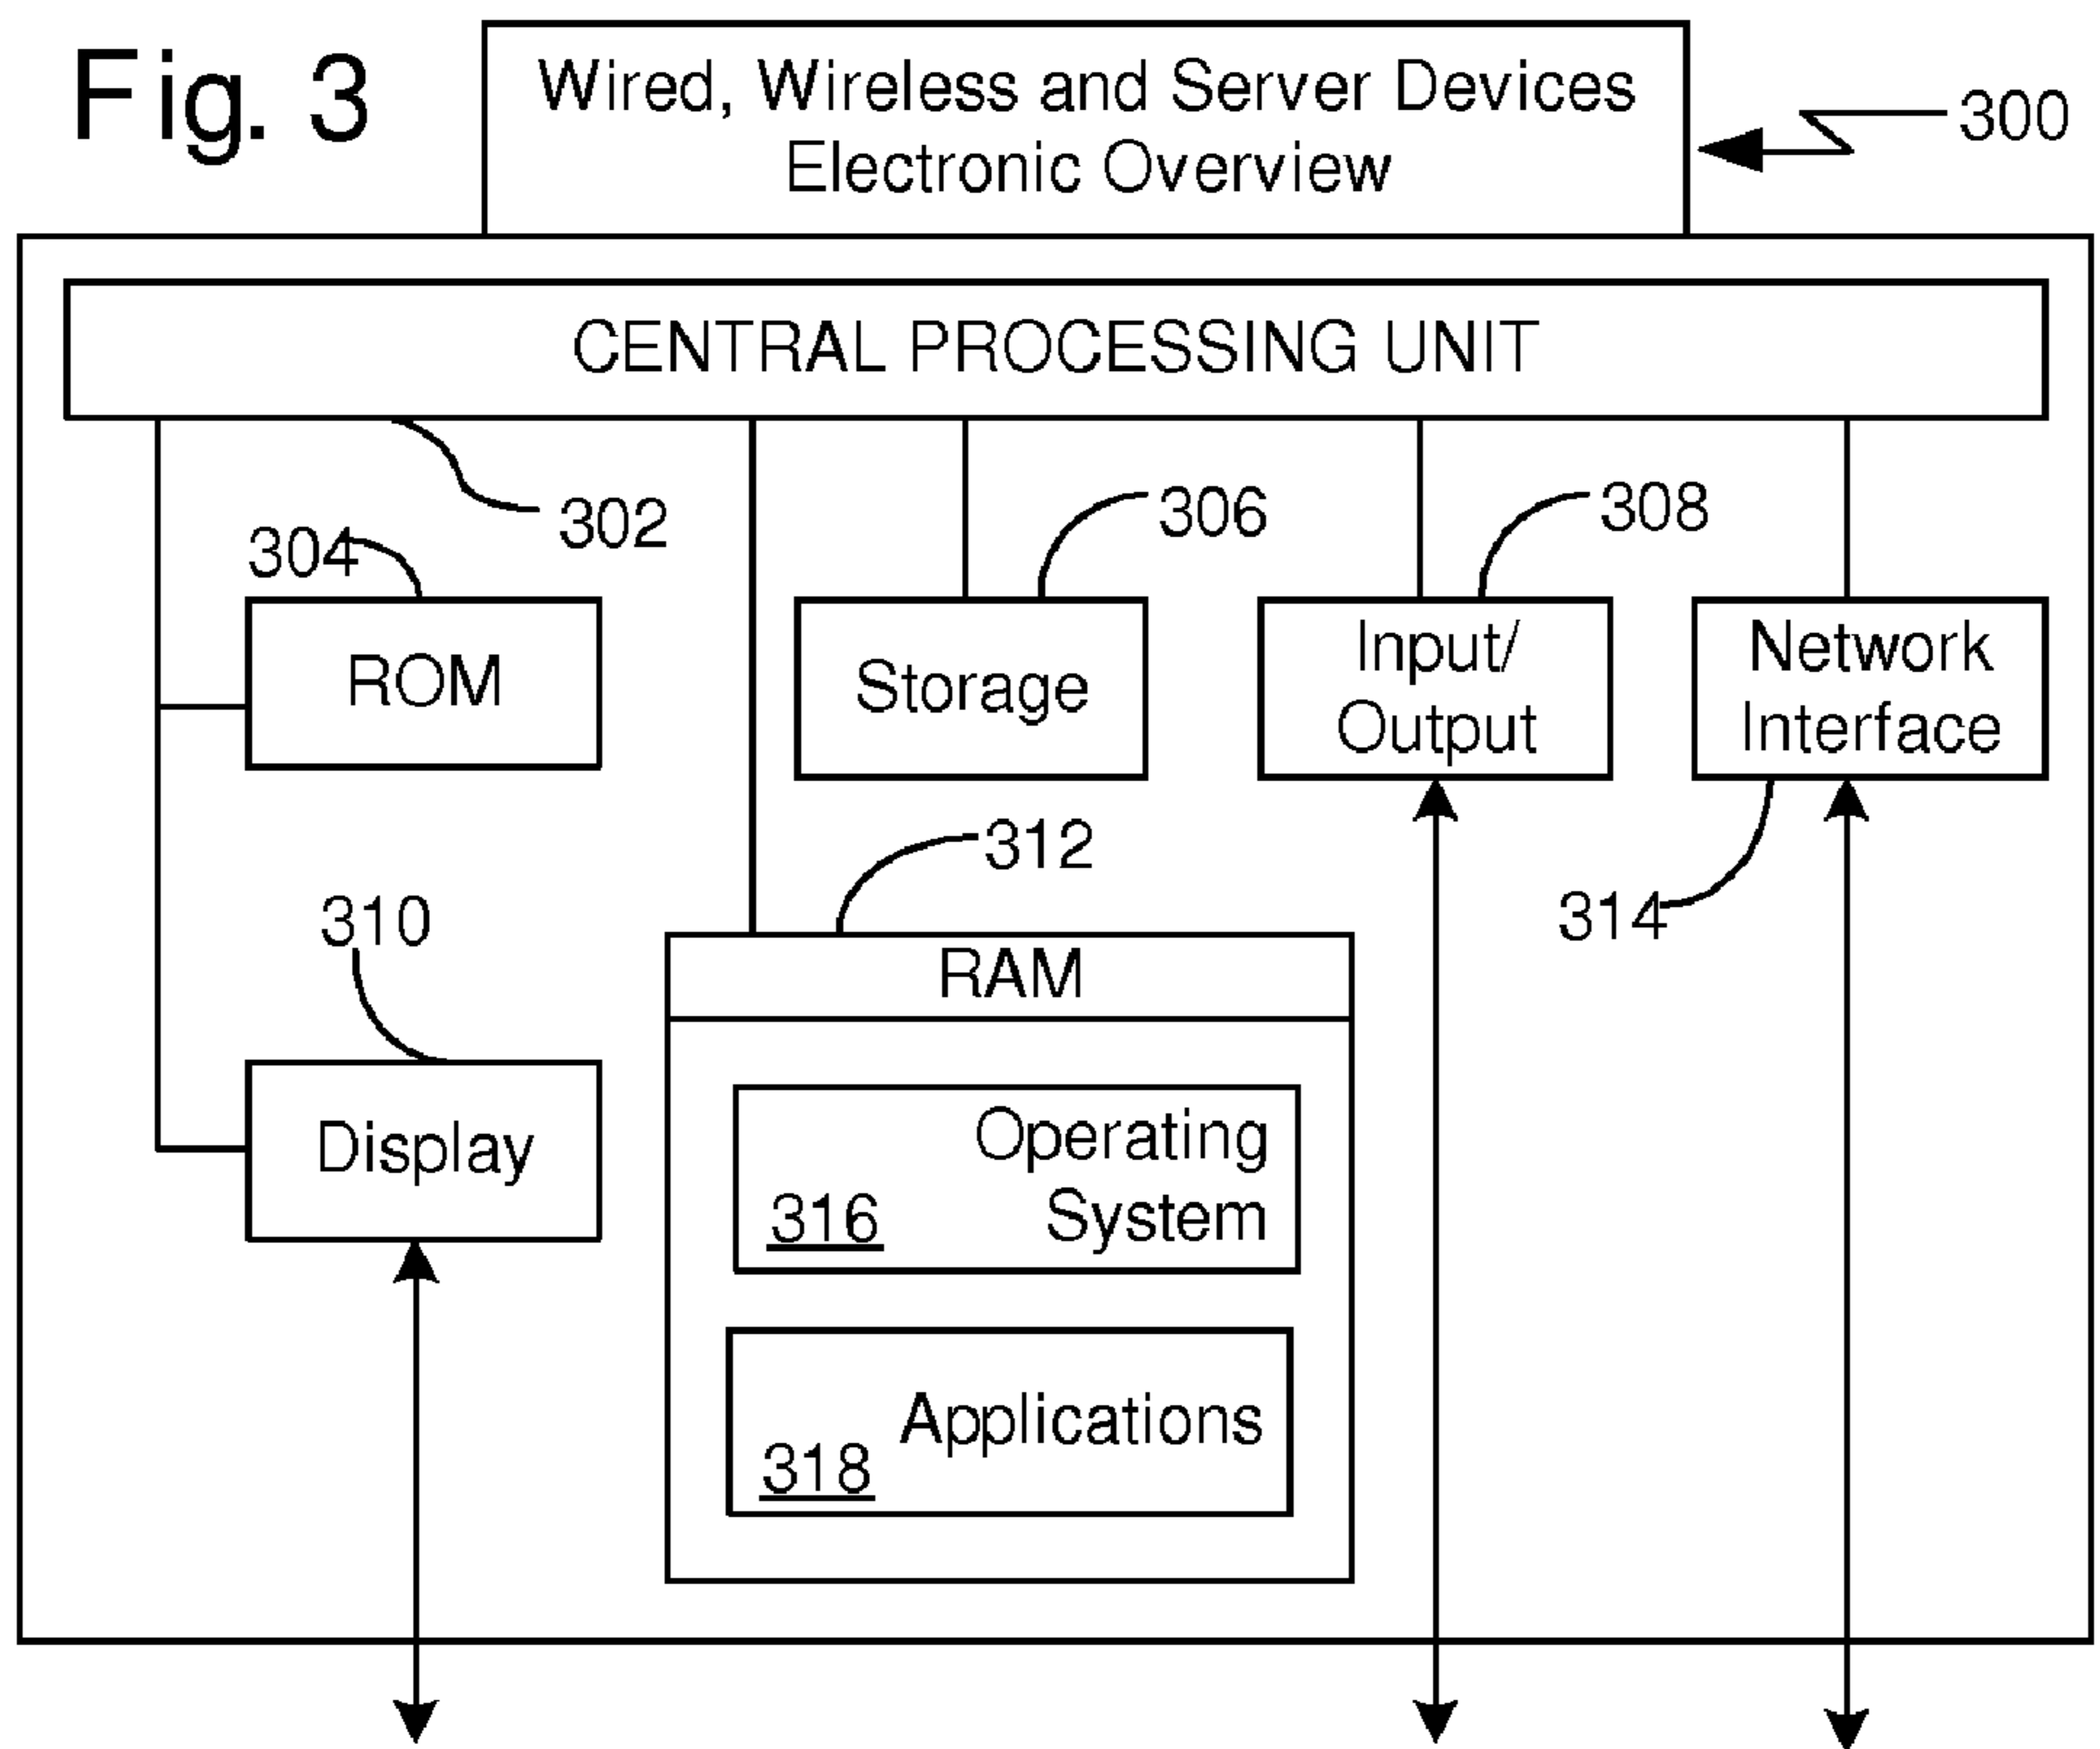 Fig. 3
Wired, Wireless and Server Devices
Electronic Overview
300
CENTRAL PROCESSING UNIT
302
304
306
308
ROM
Storage
Input/
Output
Network
Interface
312
314
310
RAM
Display
Operating
System
316
Applications
318